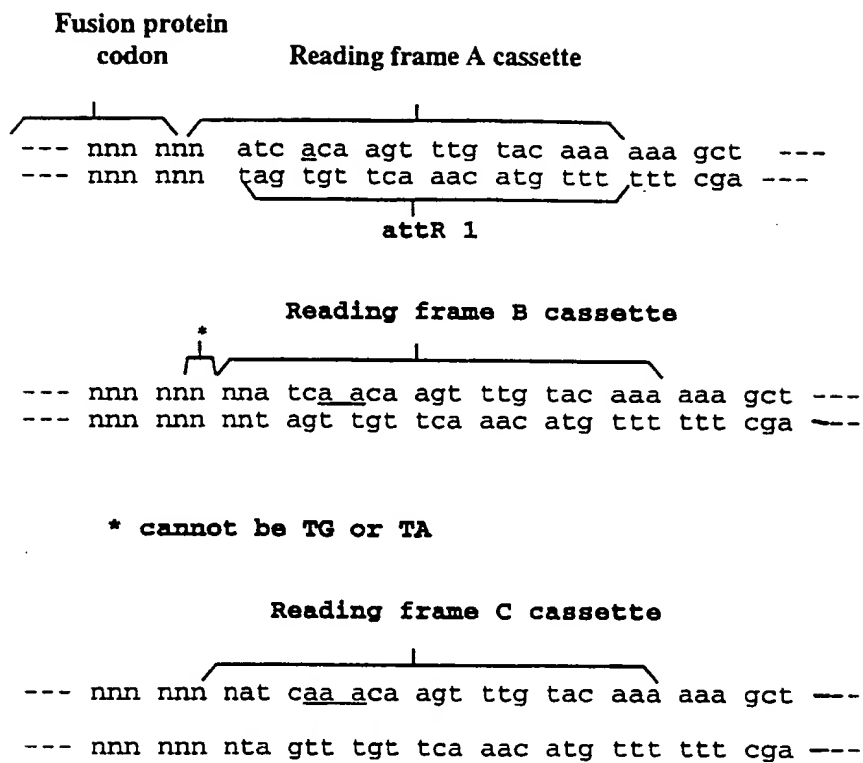 Fusion protein
codon
Reading frame A cassette
--- nnn nnn atc aca agt ttg tac aaa aaa gct ---
--- nnn nnn tag tgt tca aac atg ttt ttt cga ---
attR 1
Reading frame B cassette
*
--- nnn nnn nna tca aca agt ttg tac aaa aaa gct ---
--- nnn nnn nnt agt tgt tca aac atg ttt ttt cga ---
* cannot be TG or TA
Reading frame C cassette
--- nnn nnn nat caa aca agt ttg tac aaa aaa gct ---
--- nnn nnn nta gtt tgt tca aac atg ttt ttt cga ---